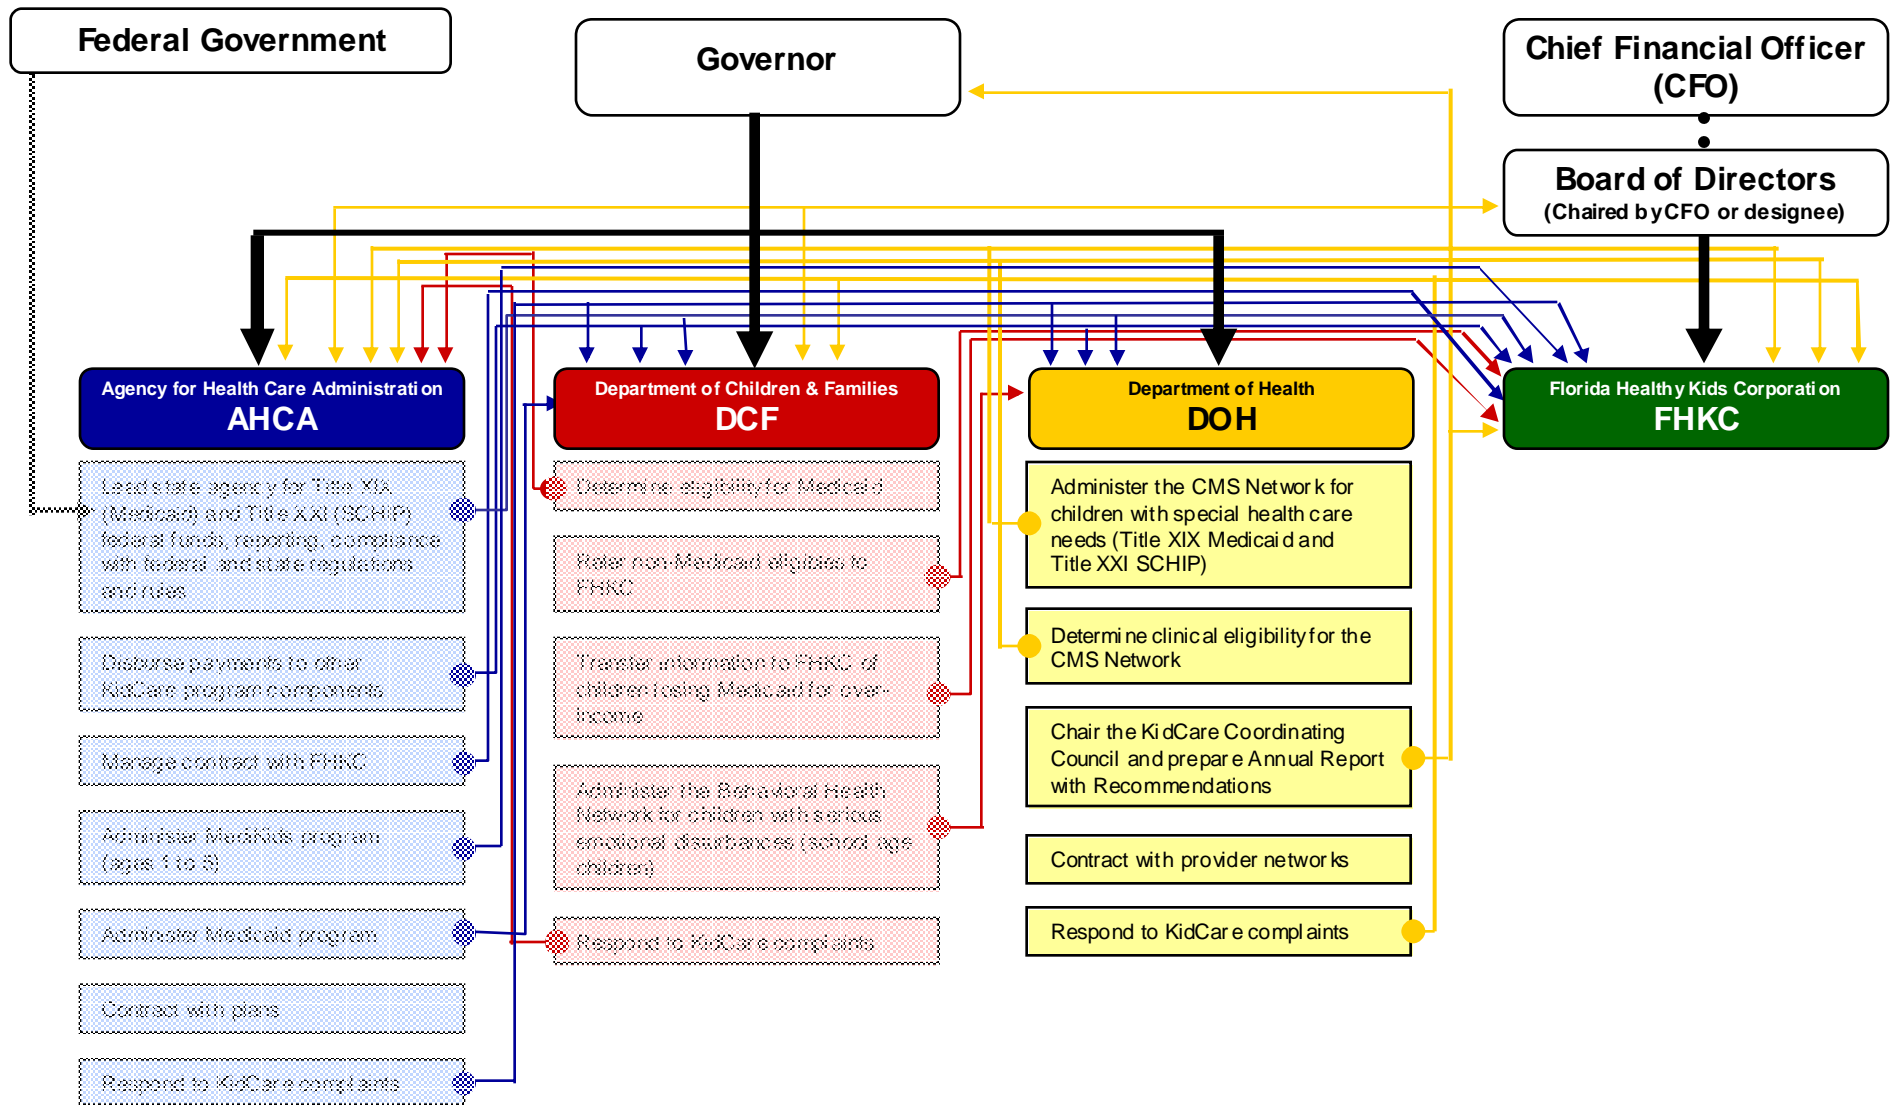 Federal Government
Governor
Chief Financial Officer
(CFO)
Board of Directors
(Chaired by CFO or designee)
Agency for Health Care Administration
AHCA
Department of Children & Families
DCF
Department of Health
DOH
Florida Healthy Kids Corporation
FHKC
Lead state agency for Title XIX
(Medicaid) and Title XXI (SCHIP)
federal funds, reporting, compliance
with federal and state regulations
and rules
Disburse payments to other
KidCare program components
Manage contract with FHKC
Administer MediKids program
(ages 1 to 5)
Administer Medicaid program
Contract with plans
Respond to KidCare complaints
Determine eligibility for Medicaid
Refer non-Medicaid eligibles to
FHKC
Transfer information to FHKC of
children losing Medicaid for over-
income
Administer the Behavioral Health
Network for children with serious
emotional disturbances (school age
children)
Respond to KidCare complaints
Administer the CMS Network for
children with special health care
needs (Title XIX Medicaid and
Title XXI SCHIP)
Determine clinical eligibility for the
CMS Network
Chair the KidCare Coordinating
Council and prepare Annual Report
with Recommendations
Contract with provider networks
Respond to KidCare complaints